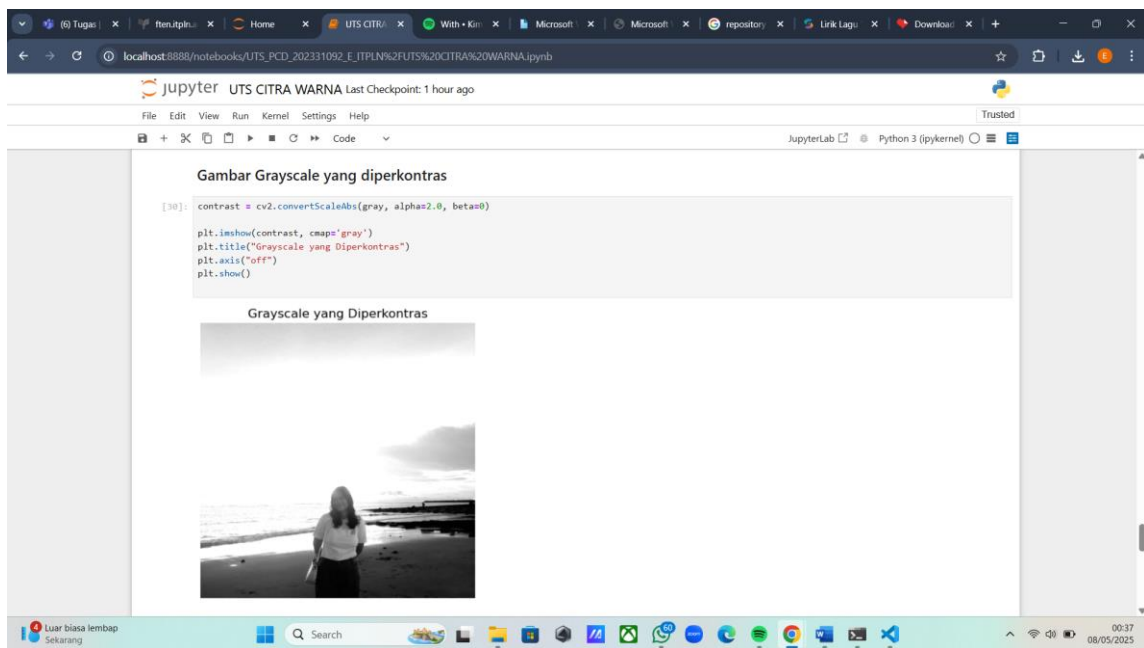 (6) Tugas |
ften.itpln.a
Home
UTS CITRA
With • Kim
Microsoft
Microsoft
repository
Lirik Lagu
Download
localhost:8888/notebooks/UTS_PCD_202331092_E_ITPLN%2FUTS%20CITRA%20WARNA.ipynb
E
jupyter UTS CITRA WARNA Last Checkpoint: 1 hour ago
File Edit View Run Kernel Settings Help
Trusted
Code
JupyterLab
Python 3 (ipykernel)
Gambar Grayscale yang diperkontras
[30]: contrast = cv2.convertScaleAbs(gray, alpha=2.0, beta=0)
plt.imshow(contrast, cmap='gray')
plt.title("Grayscale yang Diperkontras")
plt.axis("off")
plt.show()
Grayscale yang Diperkontras
Luar biasa lembap
Sekarang
Search
00:37
08/05/2025